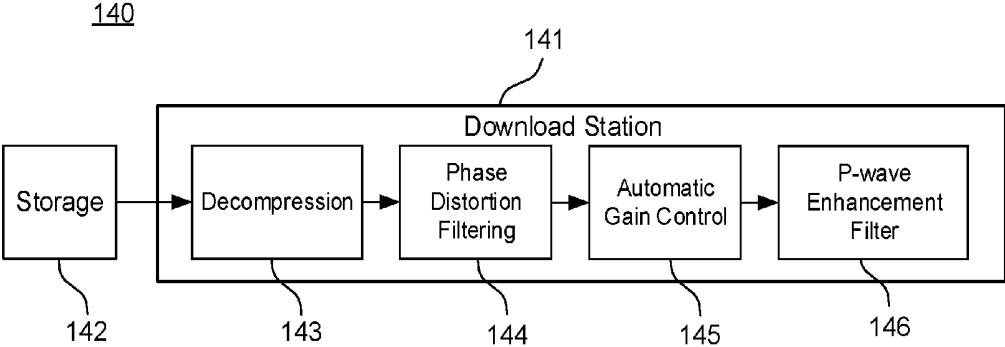 140
141
Download Station
Storage
Decompression
Phase
Distortion
Filtering
Automatic
Gain Control
P-wave
Enhancement
Filter
142
143
144
145
146